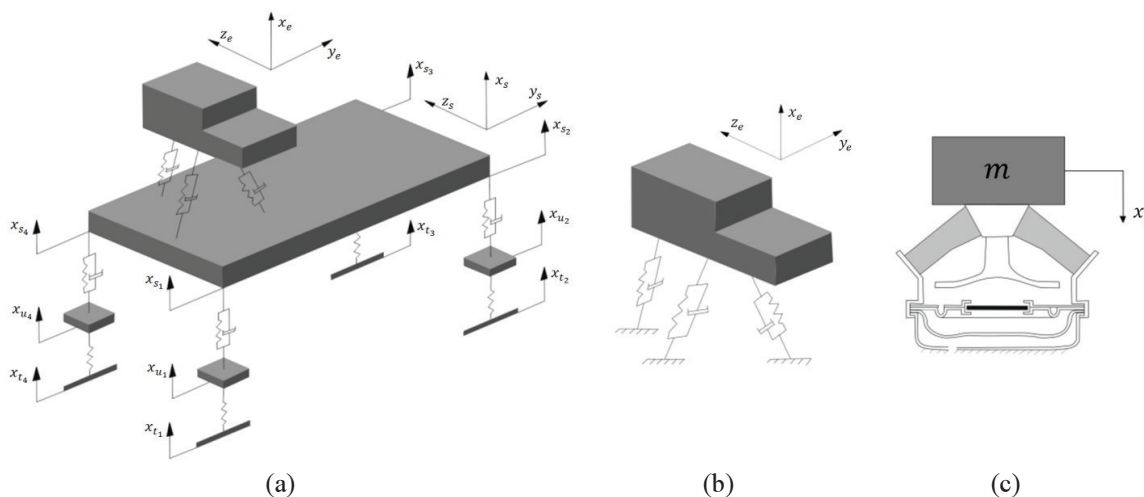 x_e
z_e
y_e
x_{s_3}
x_s
y_s
z_s
x_{s_2}
x_{s_4}
x_{t_3}
x_{u_2}
x_{s_1}
x_{t_2}
x_{u_4}
x_{u_1}
x_{t_4}
x_{t_1}
(a)
x_e
z_e
y_e
(b)
m
x
(c)